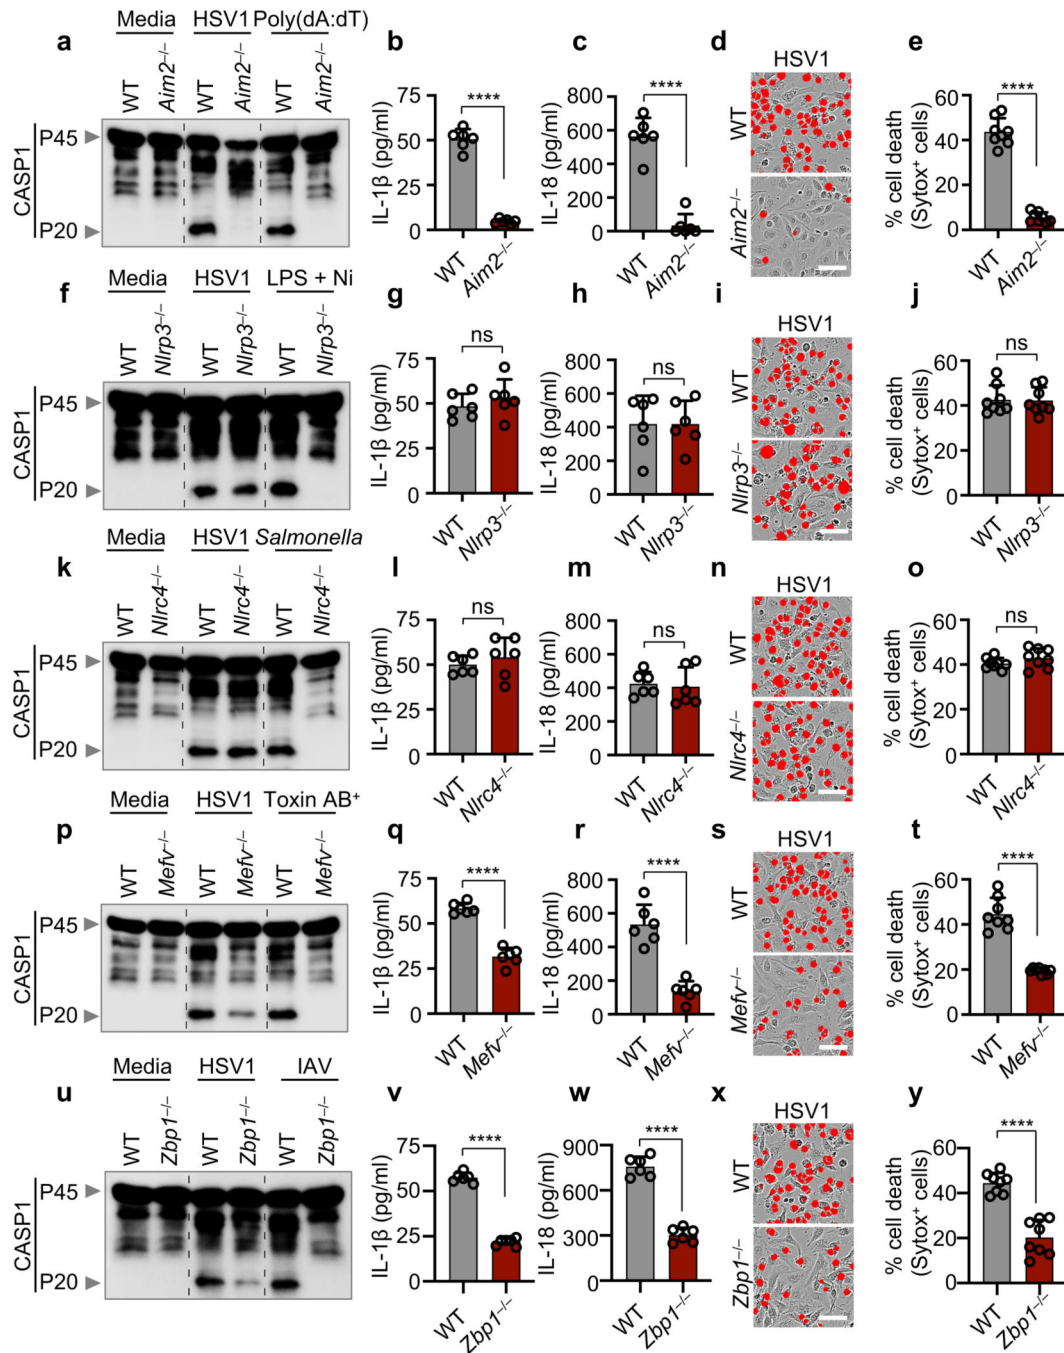 Media HSV1 Poly(dA:dT)
a b c d e
WT Aim2–/– WT Aim2–/– WT Aim2–/–
CASP1
P45
P20
IL-1β (pg/ml)
75
50
25
0
****
WT Aim2–/–
IL-18 (pg/ml)
800
600
400
200
0
****
WT Aim2–/–
HSV1
WT
Aim2–/–
% cell death
(Sytox+ cells)
60
40
20
0
****
WT Aim2–/–
Media HSV1 LPS + Ni
f g h i j
WT Nlrp3–/– WT Nlrp3–/– WT Nlrp3–/–
CASP1
P45
P20
IL-1β (pg/ml)
75
50
25
0
ns
WT Nlrp3–/–
IL-18 (pg/ml)
800
600
400
200
0
ns
WT Nlrp3–/–
HSV1
WT
Nlrp3–/–
% cell death
(Sytox+ cells)
60
40
20
0
ns
WT Nlrp3–/–
Media HSV1 Salmonella
k l m n o
WT Nlrc4–/– WT Nlrc4–/– WT Nlrc4–/–
CASP1
P45
P20
IL-1β (pg/ml)
75
50
25
0
ns
WT Nlrc4–/–
IL-18 (pg/ml)
800
600
400
200
0
ns
WT Nlrc4–/–
HSV1
WT
Nlrc4–/–
% cell death
(Sytox+ cells)
60
40
20
0
ns
WT Nlrc4–/–
Media HSV1 Toxin AB+
p q r s t
WT Mefv–/– WT Mefv–/– WT Mefv–/–
CASP1
P45
P20
IL-1β (pg/ml)
75
50
25
0
****
WT Mefv–/–
IL-18 (pg/ml)
800
600
400
200
0
****
WT Mefv–/–
HSV1
WT
Mefv–/–
% cell death
(Sytox+ cells)
60
40
20
0
****
WT Mefv–/–
Media HSV1 IAV
u v w x y
WT Zbp1–/– WT Zbp1–/– WT Zbp1–/–
CASP1
P45
P20
IL-1β (pg/ml)
75
50
25
0
****
WT Zbp1–/–
IL-18 (pg/ml)
900
600
300
0
****
WT Zbp1–/–
HSV1
WT
Zbp1–/–
% cell death
(Sytox+ cells)
60
40
20
0
****
WT Zbp1–/–